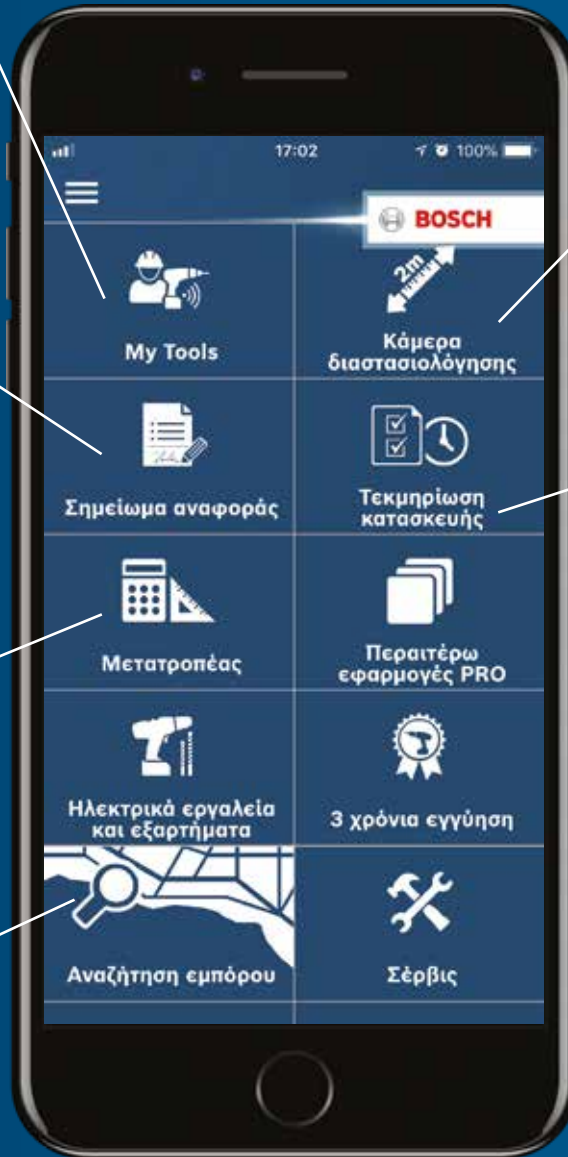 17:02
100%
BOSCH
My Tools
2m
Κάμερα
διαστασιολόγησης
Σημείωμα αναφοράς
Τεκμηρίωση
κατασκευής
Μετατροπέας
Περαιτέρω
εφαρμογές PRO
Ηλεκτρικά εργαλεία
και εξαρτήματα
3 χρόνια εγγύηση
Αναζήτηση εμπόρου
Σέρβις